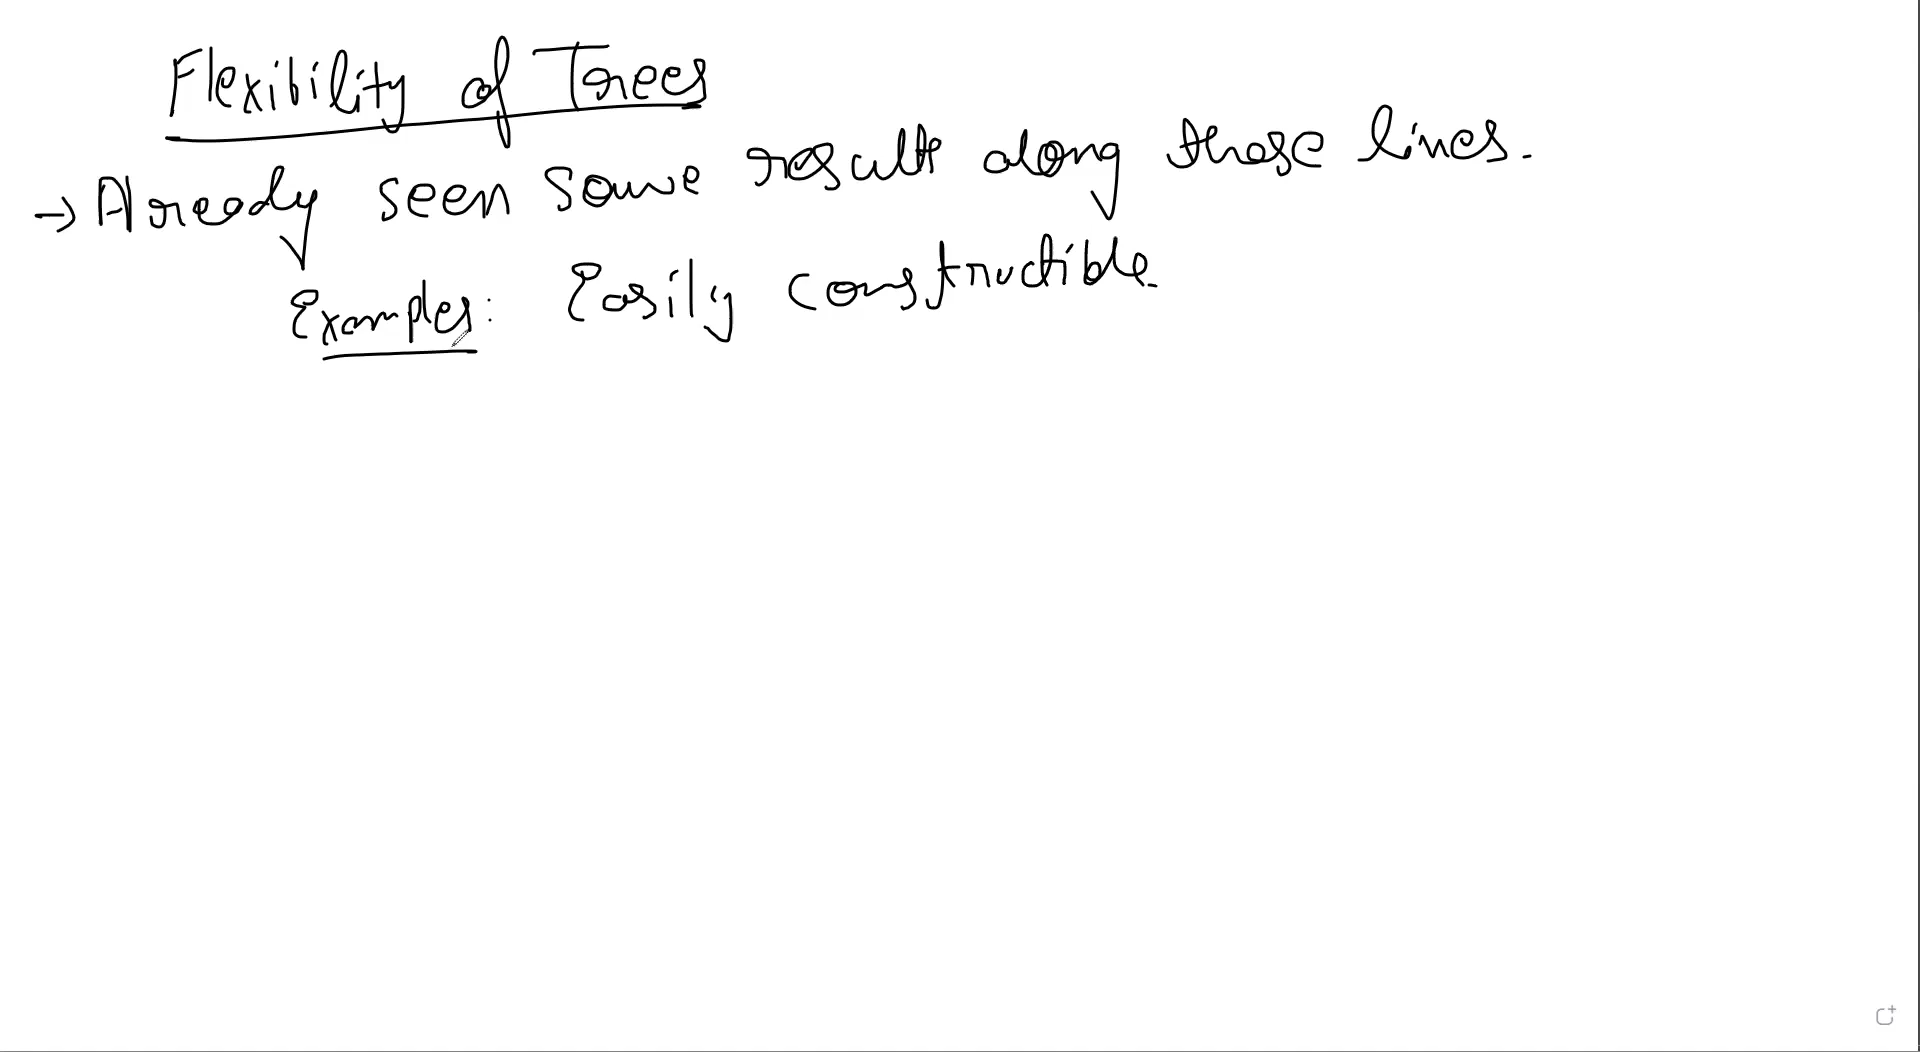 Flexibility of Trees
→ Already seen some results along these lines.
Examples: Easily constructible.